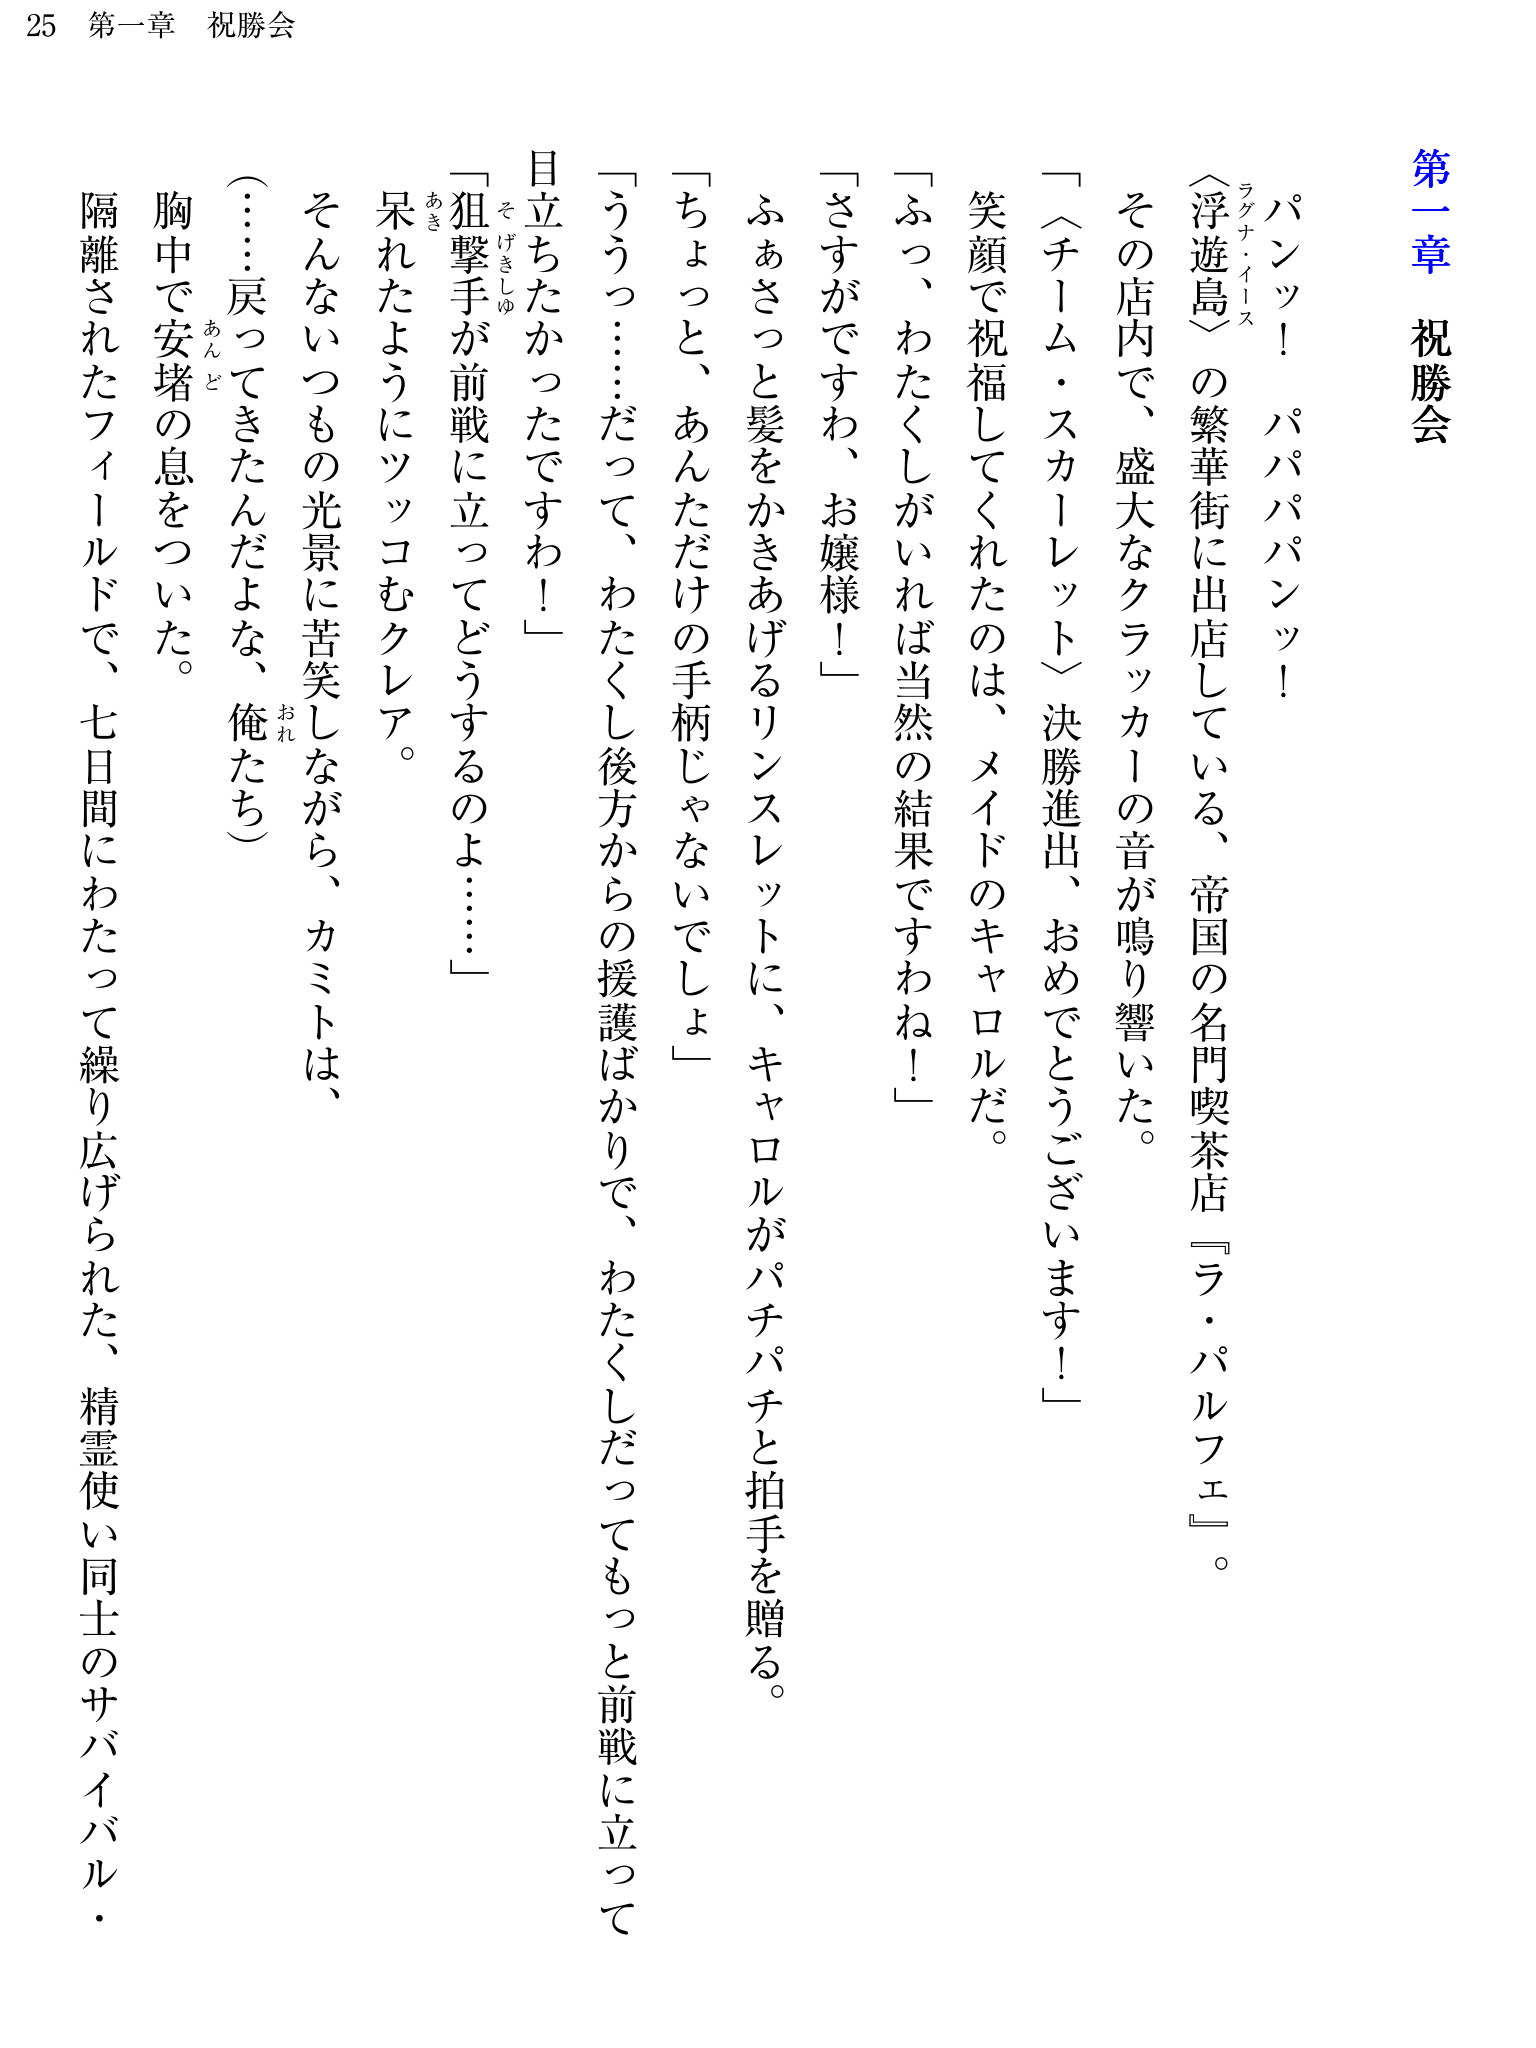 25　第一章　祝勝会
第一章　祝勝会
パンッ！　パパパパンッ！
〈浮遊島〉の繁華街に出店している、帝国の名門喫茶店『ラ・パルフェ』。
ラグナ・イース
その店内で、盛大なクラッカーの音が鳴り響いた。
「〈チーム・スカーレット〉決勝進出、おめでとうございます！」
笑顔で祝福してくれたのは、メイドのキャロルだ。
「ふっ、わたくしがいれば当然の結果ですわね！」
「さすがですわ、お嬢様！」
ふぁさっと髪をかきあげるリンスレットに、キャロルがパチパチと拍手を贈る。
「ちょっと、あんただけの手柄じゃないでしょ」
「ううっ……だって、わたくし後方からの援護ばかりで、わたくしだってもっと前戦に立って
目立ちたかったですわ！」
「狙撃手が前戦に立ってどうするのよ……」
そげきしゆ
呆れたようにツッコむクレア。
あき
そんないつもの光景に苦笑しながら、カミトは、
（……戻ってきたんだよな、俺たち）
おれ
胸中で安堵の息をついた。
あんど
隔離されたフィールドで、七日間にわたって繰り広げられた、精霊使い同士のサバイバル・